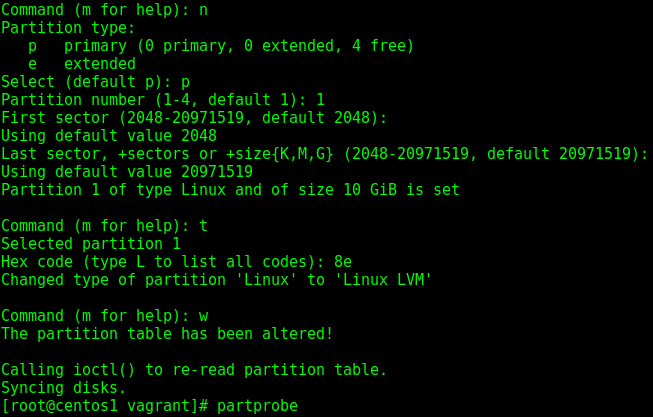 Command (m for help): n
Partition type:
   p   primary (0 primary, 0 extended, 4 free)
   e   extended
Select (default p): p
Partition number (1-4, default 1): 1
First sector (2048-20971519, default 2048):
Using default value 2048
Last sector, +sectors or +size{K,M,G} (2048-20971519, default 20971519):
Using default value 20971519
Partition 1 of type Linux and of size 10 GiB is set

Command (m for help): t
Selected partition 1
Hex code (type L to list all codes): 8e
Changed type of partition 'Linux' to 'Linux LVM'

Command (m for help): w
The partition table has been altered!

Calling ioctl() to re-read partition table.
Syncing disks.
[root@centos1 vagrant]# partprobe